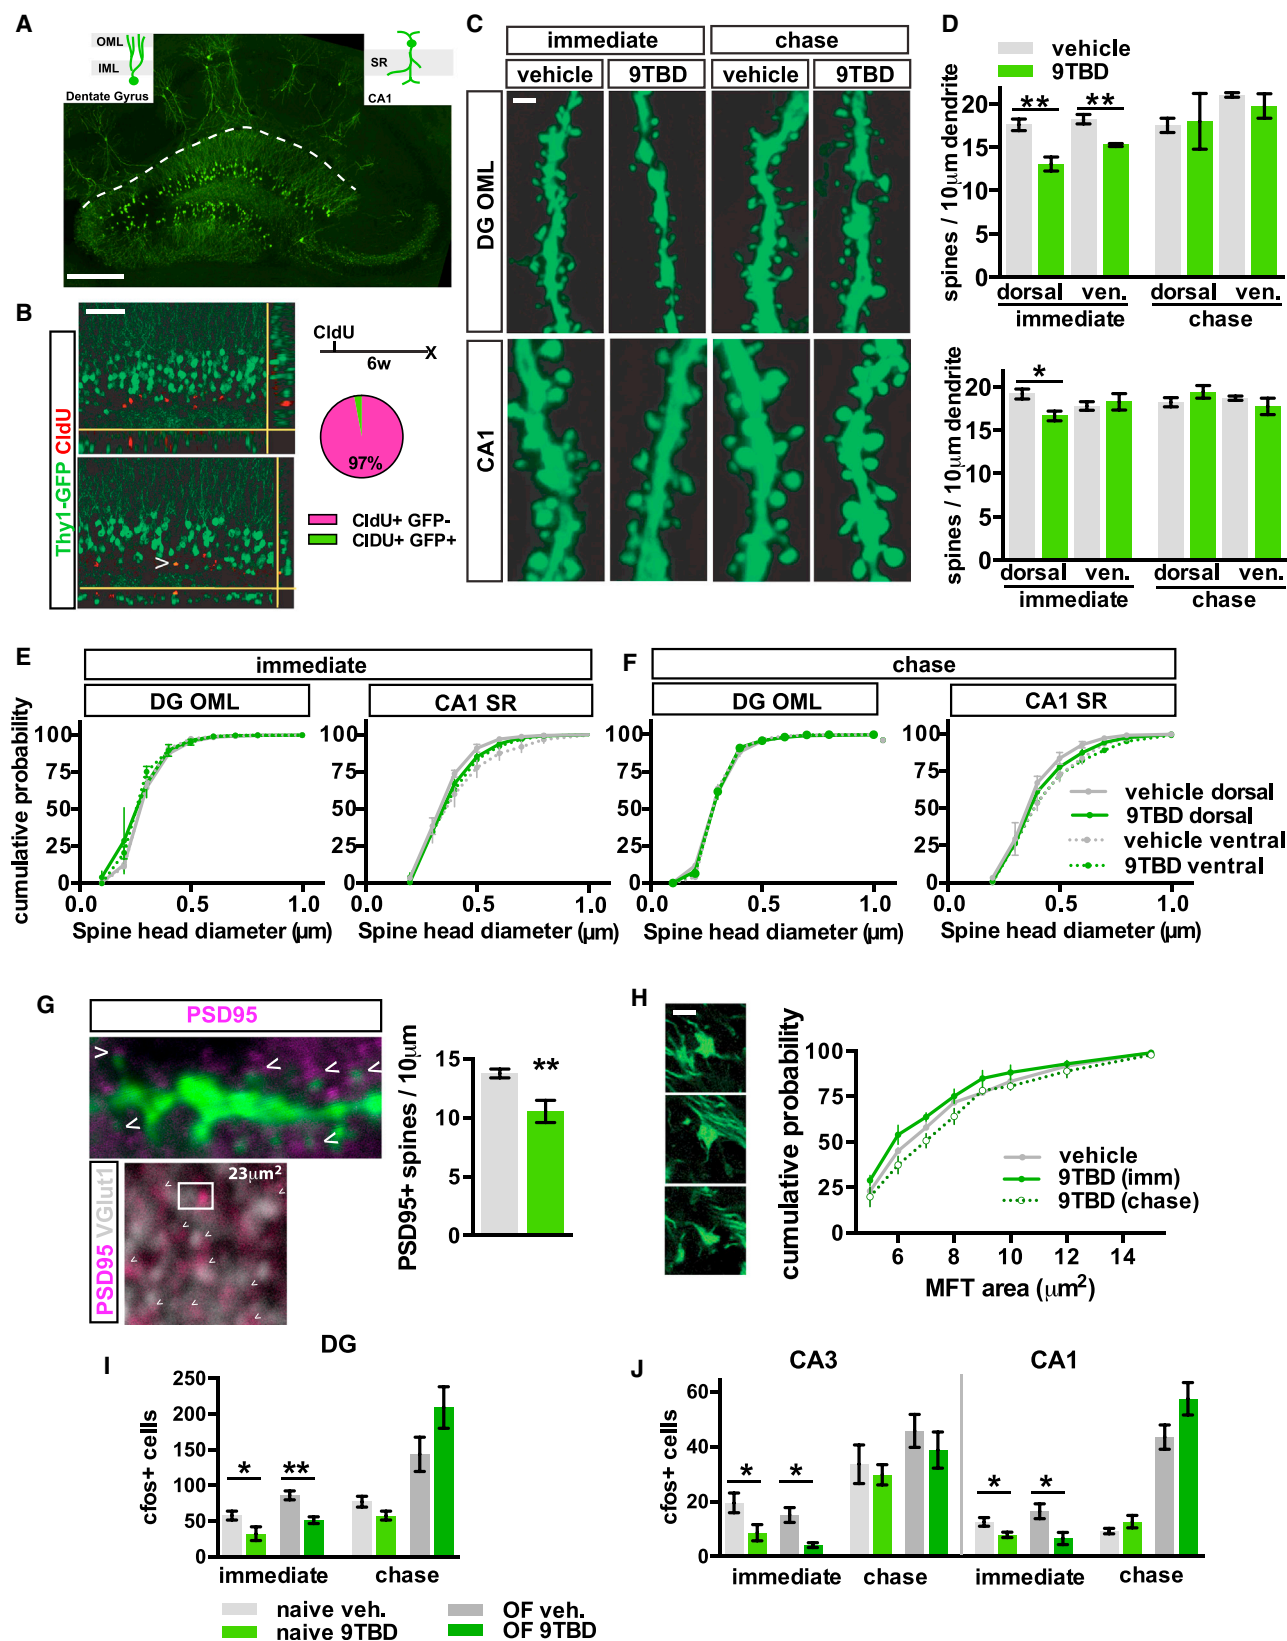 A
OML
IML
Dentate Gyrus
SR
CA1
B
Thy1-GFP CldU
CldU
6w
X
97%
CldU+ GFP-
CIDU+ GFP+
C
immediate
chase
vehicle
9TBD
vehicle
9TBD
DG OML
CA1
D
vehicle
9TBD
spines / 10µm dendrite
20
15
10
5
0
**
**
dorsal
ven.
dorsal
ven.
immediate
chase
spines / 10µm dendrite
20
15
10
5
0
*
dorsal
ven.
dorsal
ven.
immediate
chase
E
immediate
DG OML
CA1 SR
cumulative probability
100
75
50
25
0
0.0
0.5
1.0
Spine head diameter (µm)
100
75
50
25
0
0.0
0.5
1.0
Spine head diameter (µm)
F
chase
DG OML
CA1 SR
100
75
50
25
0
0.0
0.5
1.0
Spine head diameter (µm)
100
75
50
25
0
0.0
0.5
1.0
Spine head diameter (µm)
vehicle dorsal
9TBD dorsal
vehicle ventral
9TBD ventral
G
PSD95
PSD95 VGlut1
23µm²
PSD95+ spines / 10µm
15
10
5
0
**
H
cumulative probability
100
75
50
25
0
6
8
10
12
14
MFT area (µm²)
vehicle
9TBD (imm)
9TBD (chase)
I
DG
cfos+ cells
250
200
150
100
50
0
*
**
immediate
chase
J
CA3
CA1
cfos+ cells
60
40
20
0
*
*
*
*
immediate
chase
immediate
chase
naive veh.
naive 9TBD
OF veh.
OF 9TBD